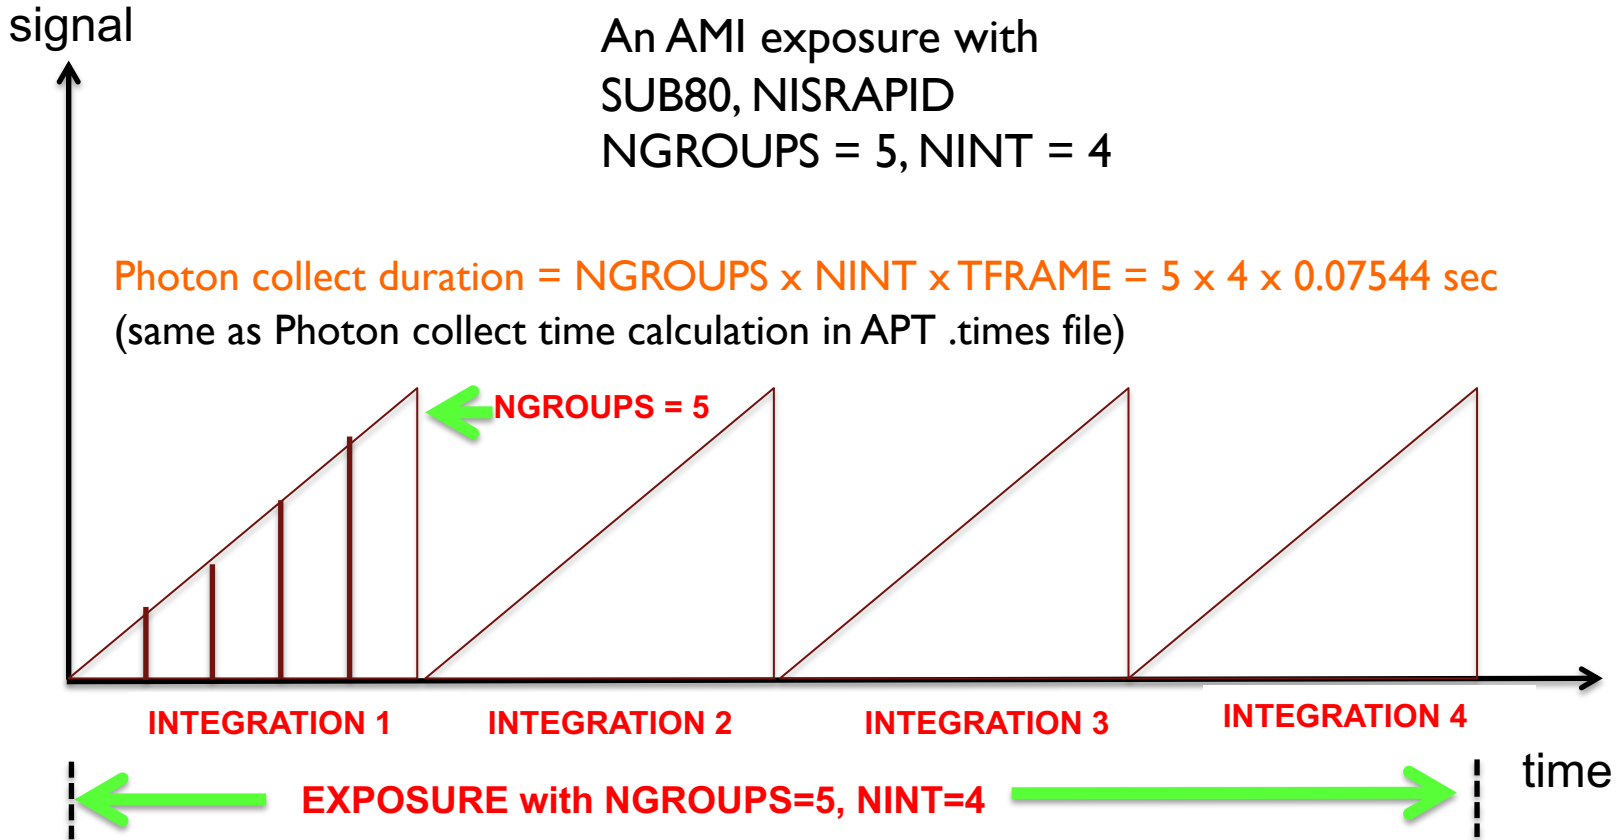 signal
An AMI exposure with
SUB80, NISRAPID
NGROUPS = 5, NINT = 4
Photon collect duration = NGROUPS x NINT x TFRAME = 5 x 4 x 0.07544 sec
(same as Photon collect time calculation in APT .times file)
NGROUPS = 5
INTEGRATION 1
INTEGRATION 2
INTEGRATION 3
INTEGRATION 4
time
EXPOSURE with NGROUPS=5, NINT=4